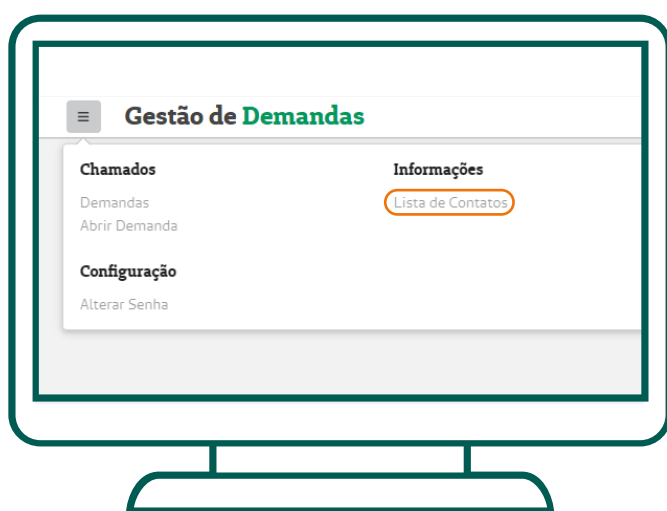 ≡ Gestão de Demandas
Chamados
Demandas
Abrir Demanda
Configuração
Alterar Senha
Informações
Lista de Contatos